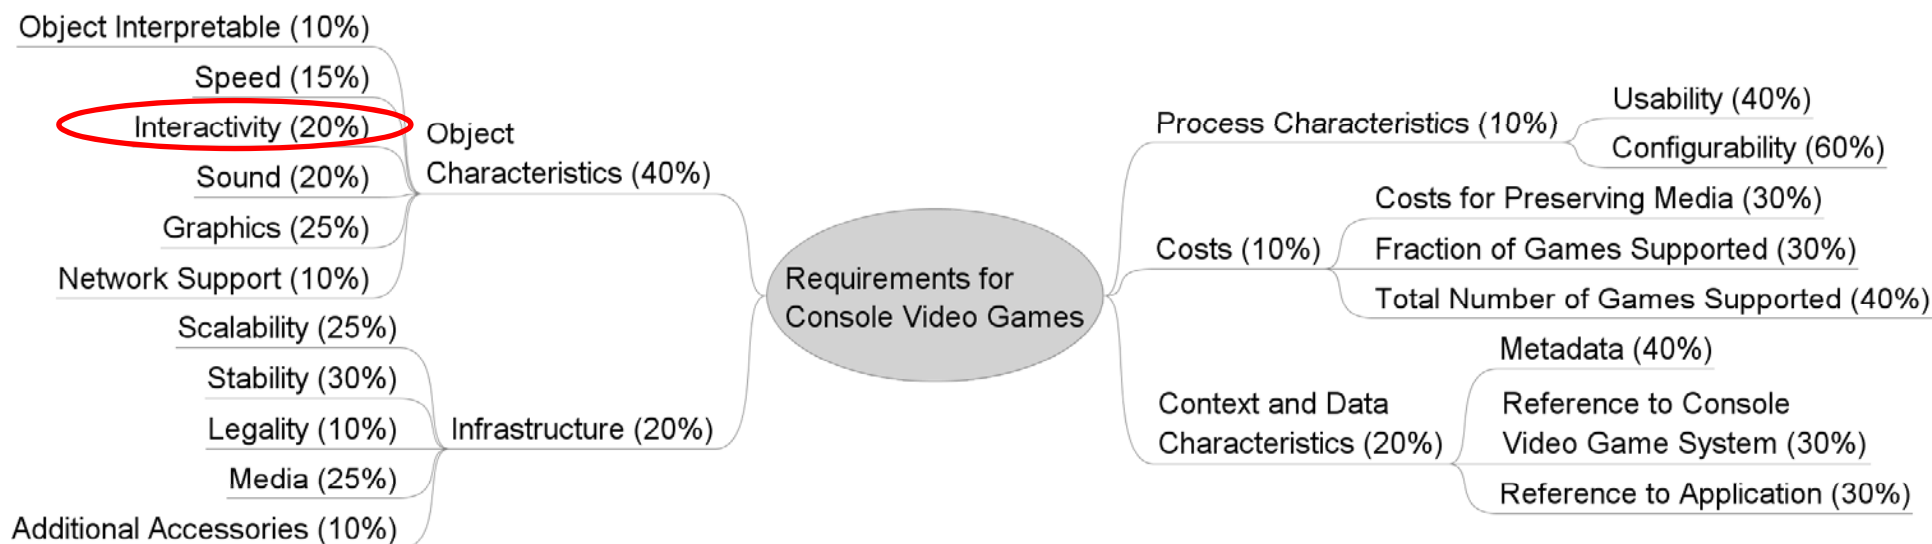 Object Interpretable (10%)
Speed (15%)
Interactivity (20%)
Sound (20%)
Graphics (25%)
Network Support (10%)
Object
Characteristics (40%)
Scalability (25%)
Stability (30%)
Legality (10%)
Media (25%)
Additional Accessories (10%)
Infrastructure (20%)
Requirements for
Console Video Games
Process Characteristics (10%)
Usability (40%)
Configurability (60%)
Costs (10%)
Costs for Preserving Media (30%)
Fraction of Games Supported (30%)
Total Number of Games Supported (40%)
Context and Data
Characteristics (20%)
Metadata (40%)
Reference to Console
Video Game System (30%)
Reference to Application (30%)